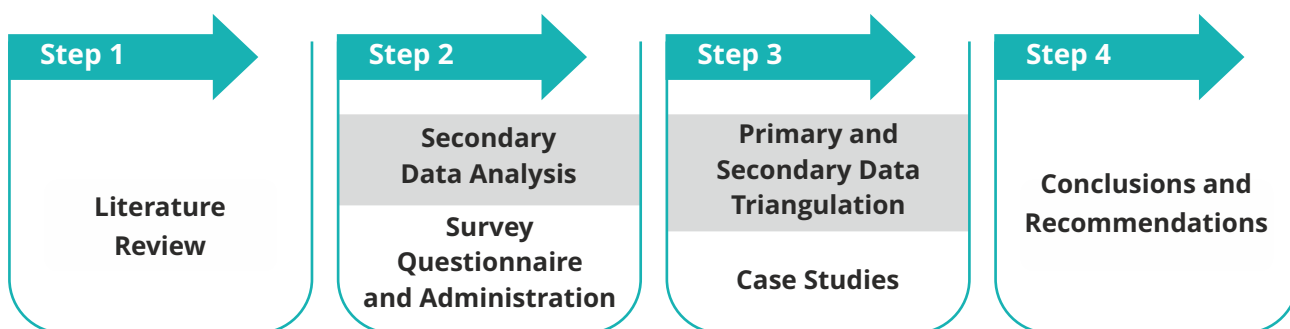 Step 1
Literature
Review
Step 2
Secondary
Data Analysis
Survey
Questionnaire
and Administration
Step 3
Primary and
Secondary Data
Triangulation
Case Studies
Step 4
Conclusions and
Recommendations